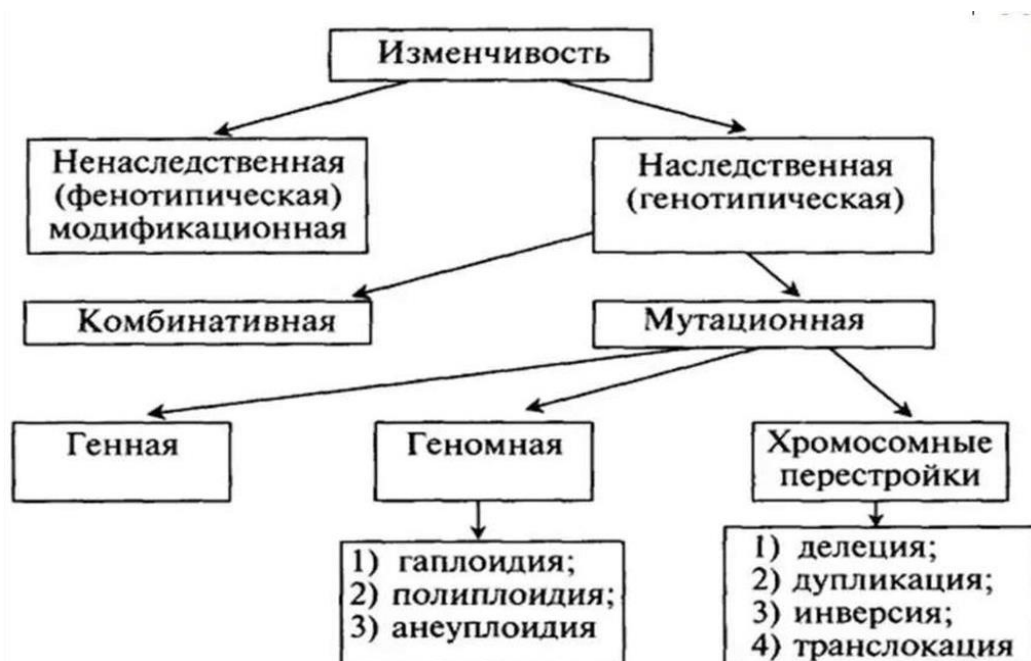 Изменчивость
Ненаследственная
(фенотипическая)
модификационная
Наследственная
(генотипическая)
Комбинативная
Мутационная
Генная
Геномная
Хромосомные
перестройки
1) гаплоидия;
2) полиплоидия;
3) анеуплоидия
1) делеция;
2) дупликация;
3) инверсия;
4) транслокация